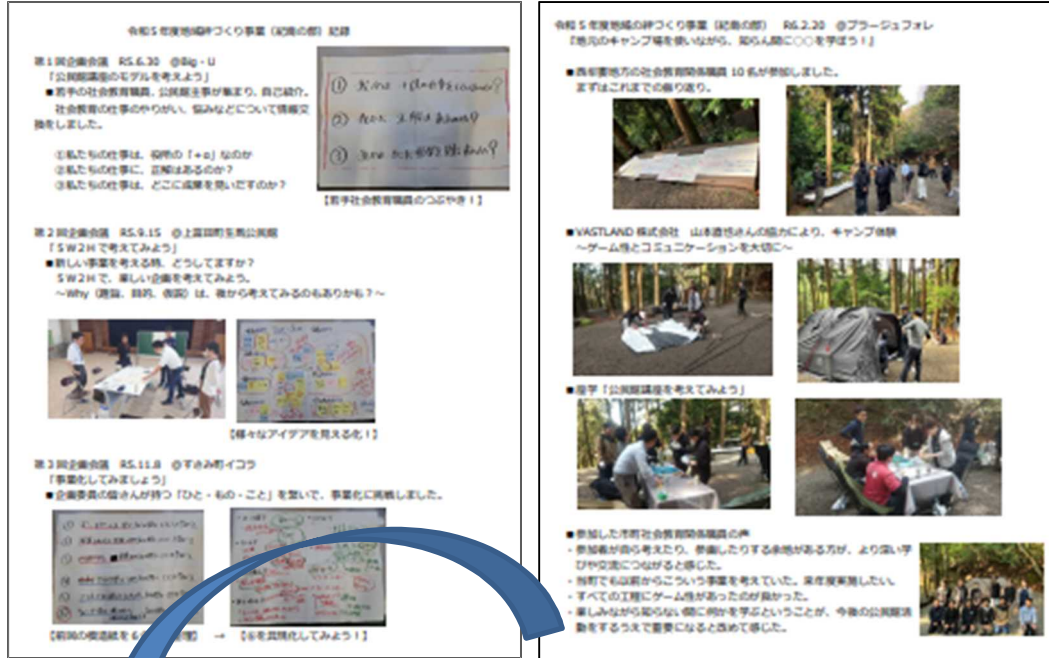 令和５年度地域絆づくり事業（紀南の部）記録
第１回企画会議　R5.6.30　@Big・U
「公民館講座のモデルを考えよう」
■若手の社会教育職員、公民館主事が集まり、自己紹介。
社会教育の仕事のやりがい、悩みなどについて情報交
換をしました。
①私たちの仕事は、役所の「+α」なのか
②私たちの仕事に、正解はあるのか？
③私たちの仕事は、どこに成果を見いだすのか？
【若手社会教育職員のつぶやき！】
第２回企画会議　R5.9.15　@上富田町生馬公民館
「５W２Hで考えてみよう」
■新しい事業を考える時、どうしてますか？
５W２Hで、楽しい企画を考えてみよう。
～Why（趣旨、目的、仮説）は、後から考えてみるのもありかも？～
【様々なアイデアを見える化！】
第３回企画会議　R5.11.8　@すさみ町イコラ
「事業化してみましょう」
■企画委員の皆さんが持つ「ひと・もの・こと」を繋いで、事業化に挑戦しました。
【前回の模造紙を６ 理】　→　【⑥を具現化してみよう！】
令和５年度地域の絆づくり事業（紀南の部）　R6.2.20　@プラージュフォレ
『地元のキャンプ場を使いながら、知らん間に○○を学ぼう！』
■西牟婁地方の社会教育関係職員10名が参加しました。
まずはこれまでの振り返り。
■VASTLAND株式会社　山本直也さんの協力により、キャンプ体験
～ゲーム性とコミュニケーションを大切に～
■座学「公民館講座を考えてみよう」
■参加した市町社会教育関係職員の声
・参加者が自ら考えたり、参画したりする余地がある方が、より深い学
びや交流につながると感じた。
・当町でも以前からこういう事業を考えていた。来年度実施したい。
・すべての工程にゲーム性があったのが良かった。
・楽しみながら知らない間に何かを学ぶということが、今後の公民館活
動をするうえで重要になると改めて感じた。